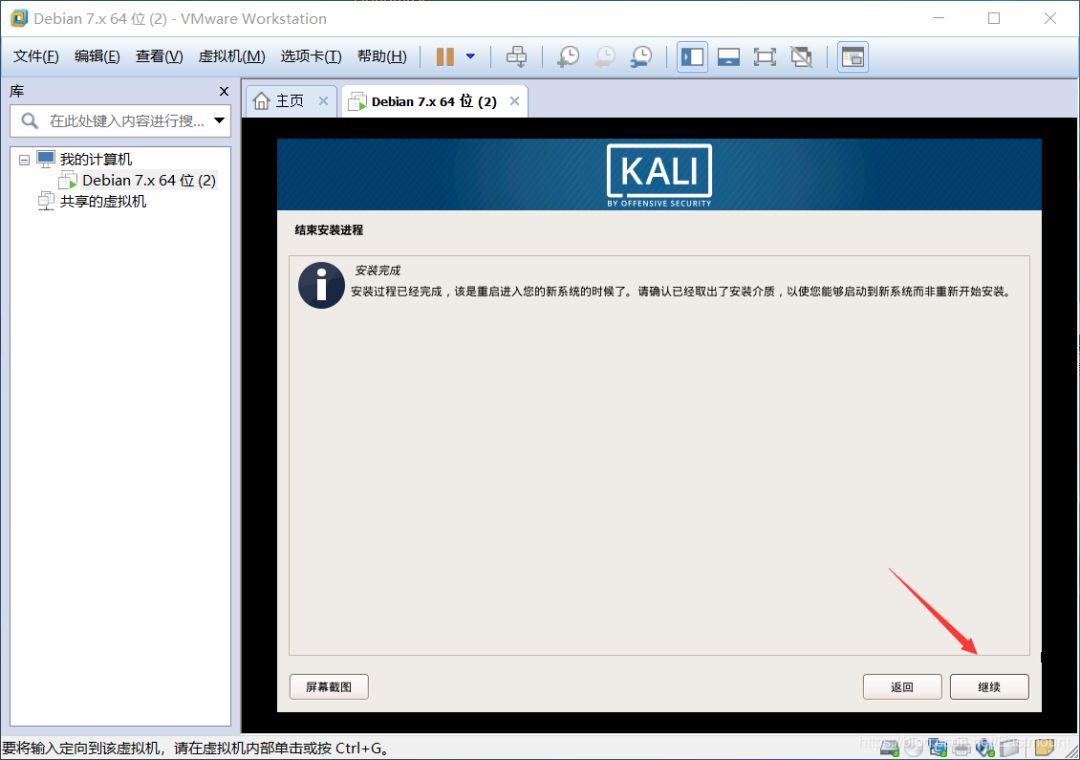 Debian 7.x 64 位 (2) - VMware Workstation
文件(F) 编辑(E) 查看(V) 虚拟机(M) 选项卡(T) 帮助(H)
库
在此处键入内容进行搜...
我的计算机
Debian 7.x 64 位 (2)
共享的虚拟机
主页
Debian 7.x 64 位 (2)
KALI
BY OFFENSIVE SECURITY
结束安装进程
安装完成
安装过程已经完成，该是重启进入您的新系统的时候了。请确认已经取出了安装介质，以使您能够启动到新系统而非重新开始安装。
屏幕截图
返回
继续
要将输入定向到该虚拟机，请在虚拟机内部单击或按 Ctrl+G。